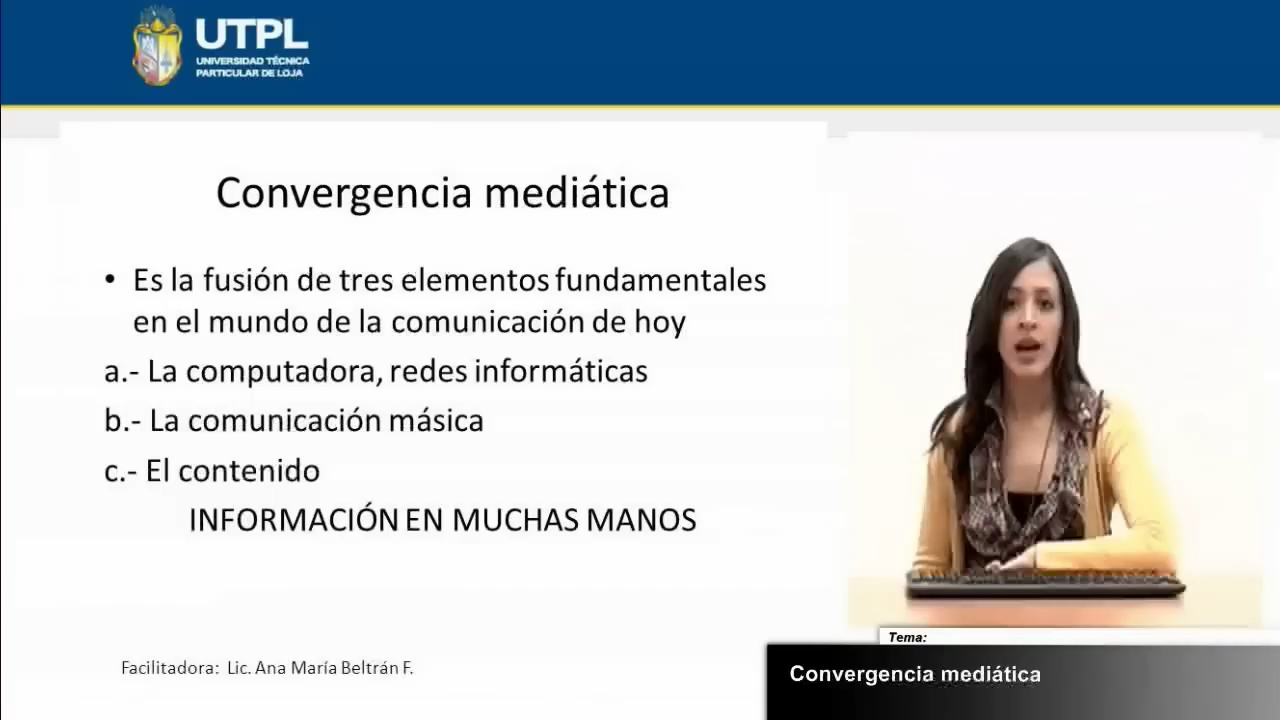 UTPL
UNIVERSIDAD TÉCNICA
PARTICULAR DE LOJA
Convergencia mediática
• Es la fusión de tres elementos fundamentales
en el mundo de la comunicación de hoy
a.- La computadora, redes informáticas
b.- La comunicación másica
c.- El contenido
INFORMACIÓN EN MUCHAS MANOS
Facilitadora: Lic. Ana María Beltrán F.
Tema:
Convergencia mediática